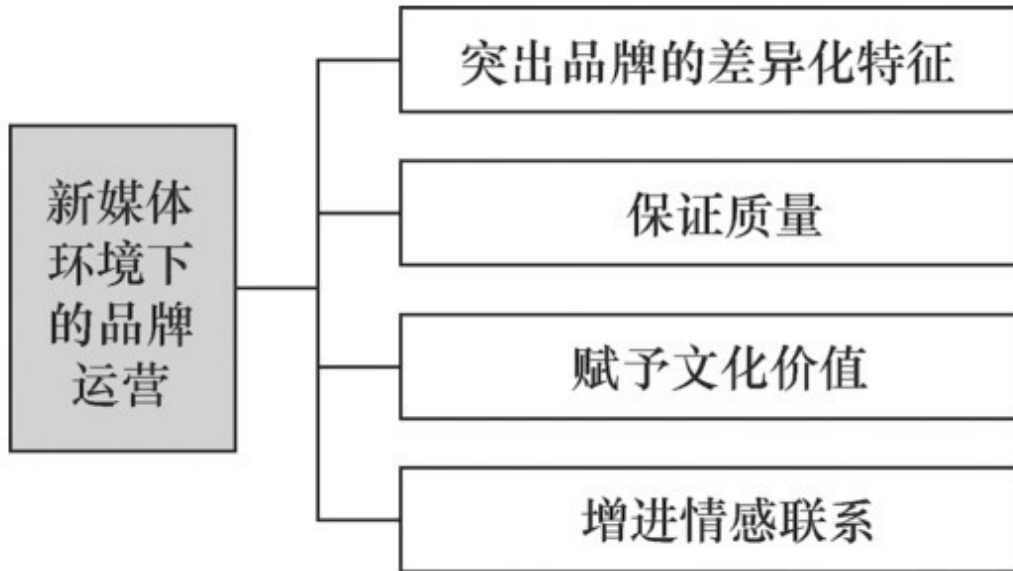 新媒体
环境下
的品牌
运营
突出品牌的差异化特征
保证质量
赋予文化价值
增进情感联系